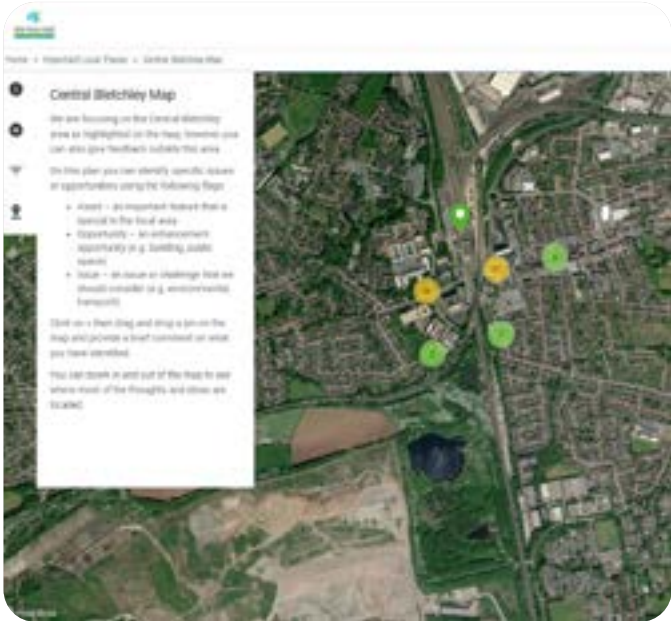 Home > Important Local Places > Central Bletchley Map
Central Bletchley Map
We are focusing on the Central Bletchley
area as highlighted on the map, however you
can also give feedback outside this area.
On this plan you can identify specific issues
or opportunities using the following flags:
• Asset – an important feature that is
special in the local area
• Opportunity – an enhancement
opportunity (e.g. building, public
space)
• Issue – an issue or challenge that we
should consider (e.g. environmental,
transport)
Click on + then drag and drop a pin on the
map and provide a brief comment on what
you have identified.
You can zoom in and out of the map to see
where most of the thoughts and ideas are
located.